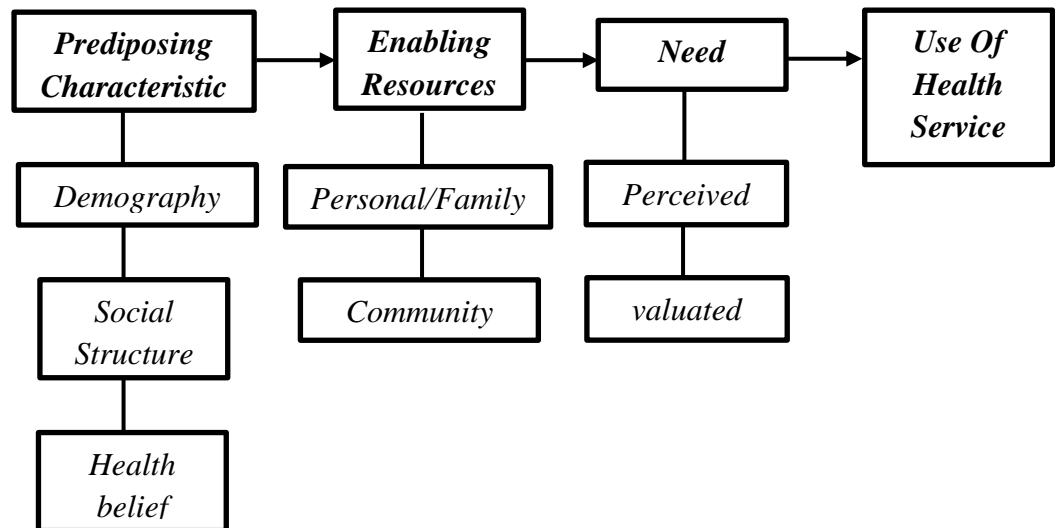 Prediposing
Characteristic
Enabling
Resources
Need
Use Of
Health
Service
Demography
Personal/Family
Perceived
Social
Structure
Community
valuated
Health
belief